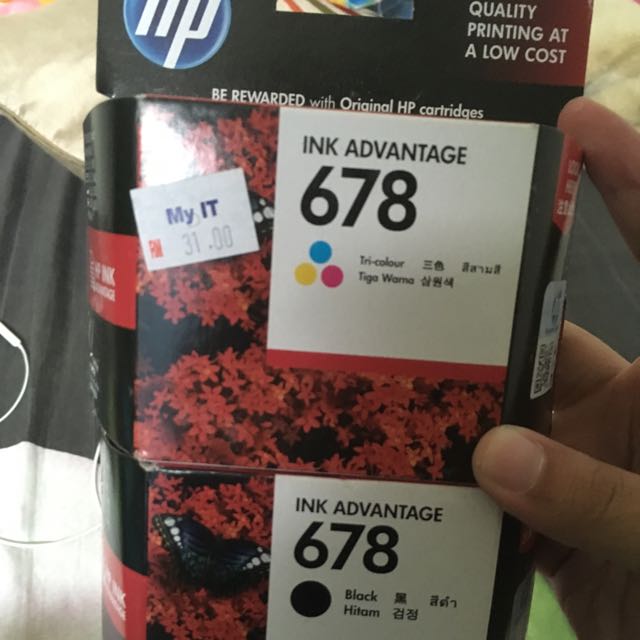 hp
QUALITY
PRINTING AT
A LOW COST
BE REWARDED with Original HP cartridges
INK ADVANTAGE
678
My IT
RM 31.00
Tri-colour 三色 สีสามสี
Tiga Warna 삼원색
INK ADVANTAGE
678
Black 黑 สีดำ
Hitam 검정